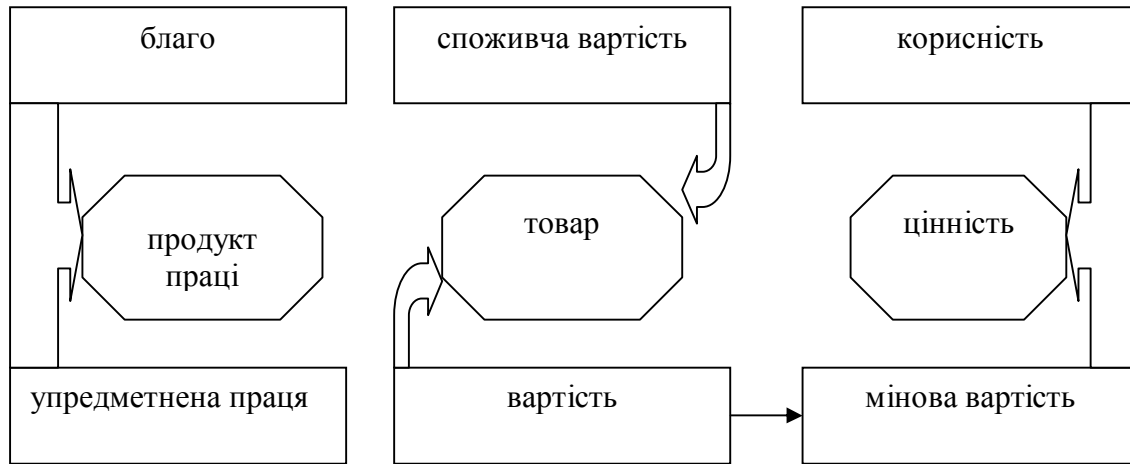 благо
споживча вартість
корисність
продукт
праці
товар
цінність
упредметнена праця
вартість
мінова вартість